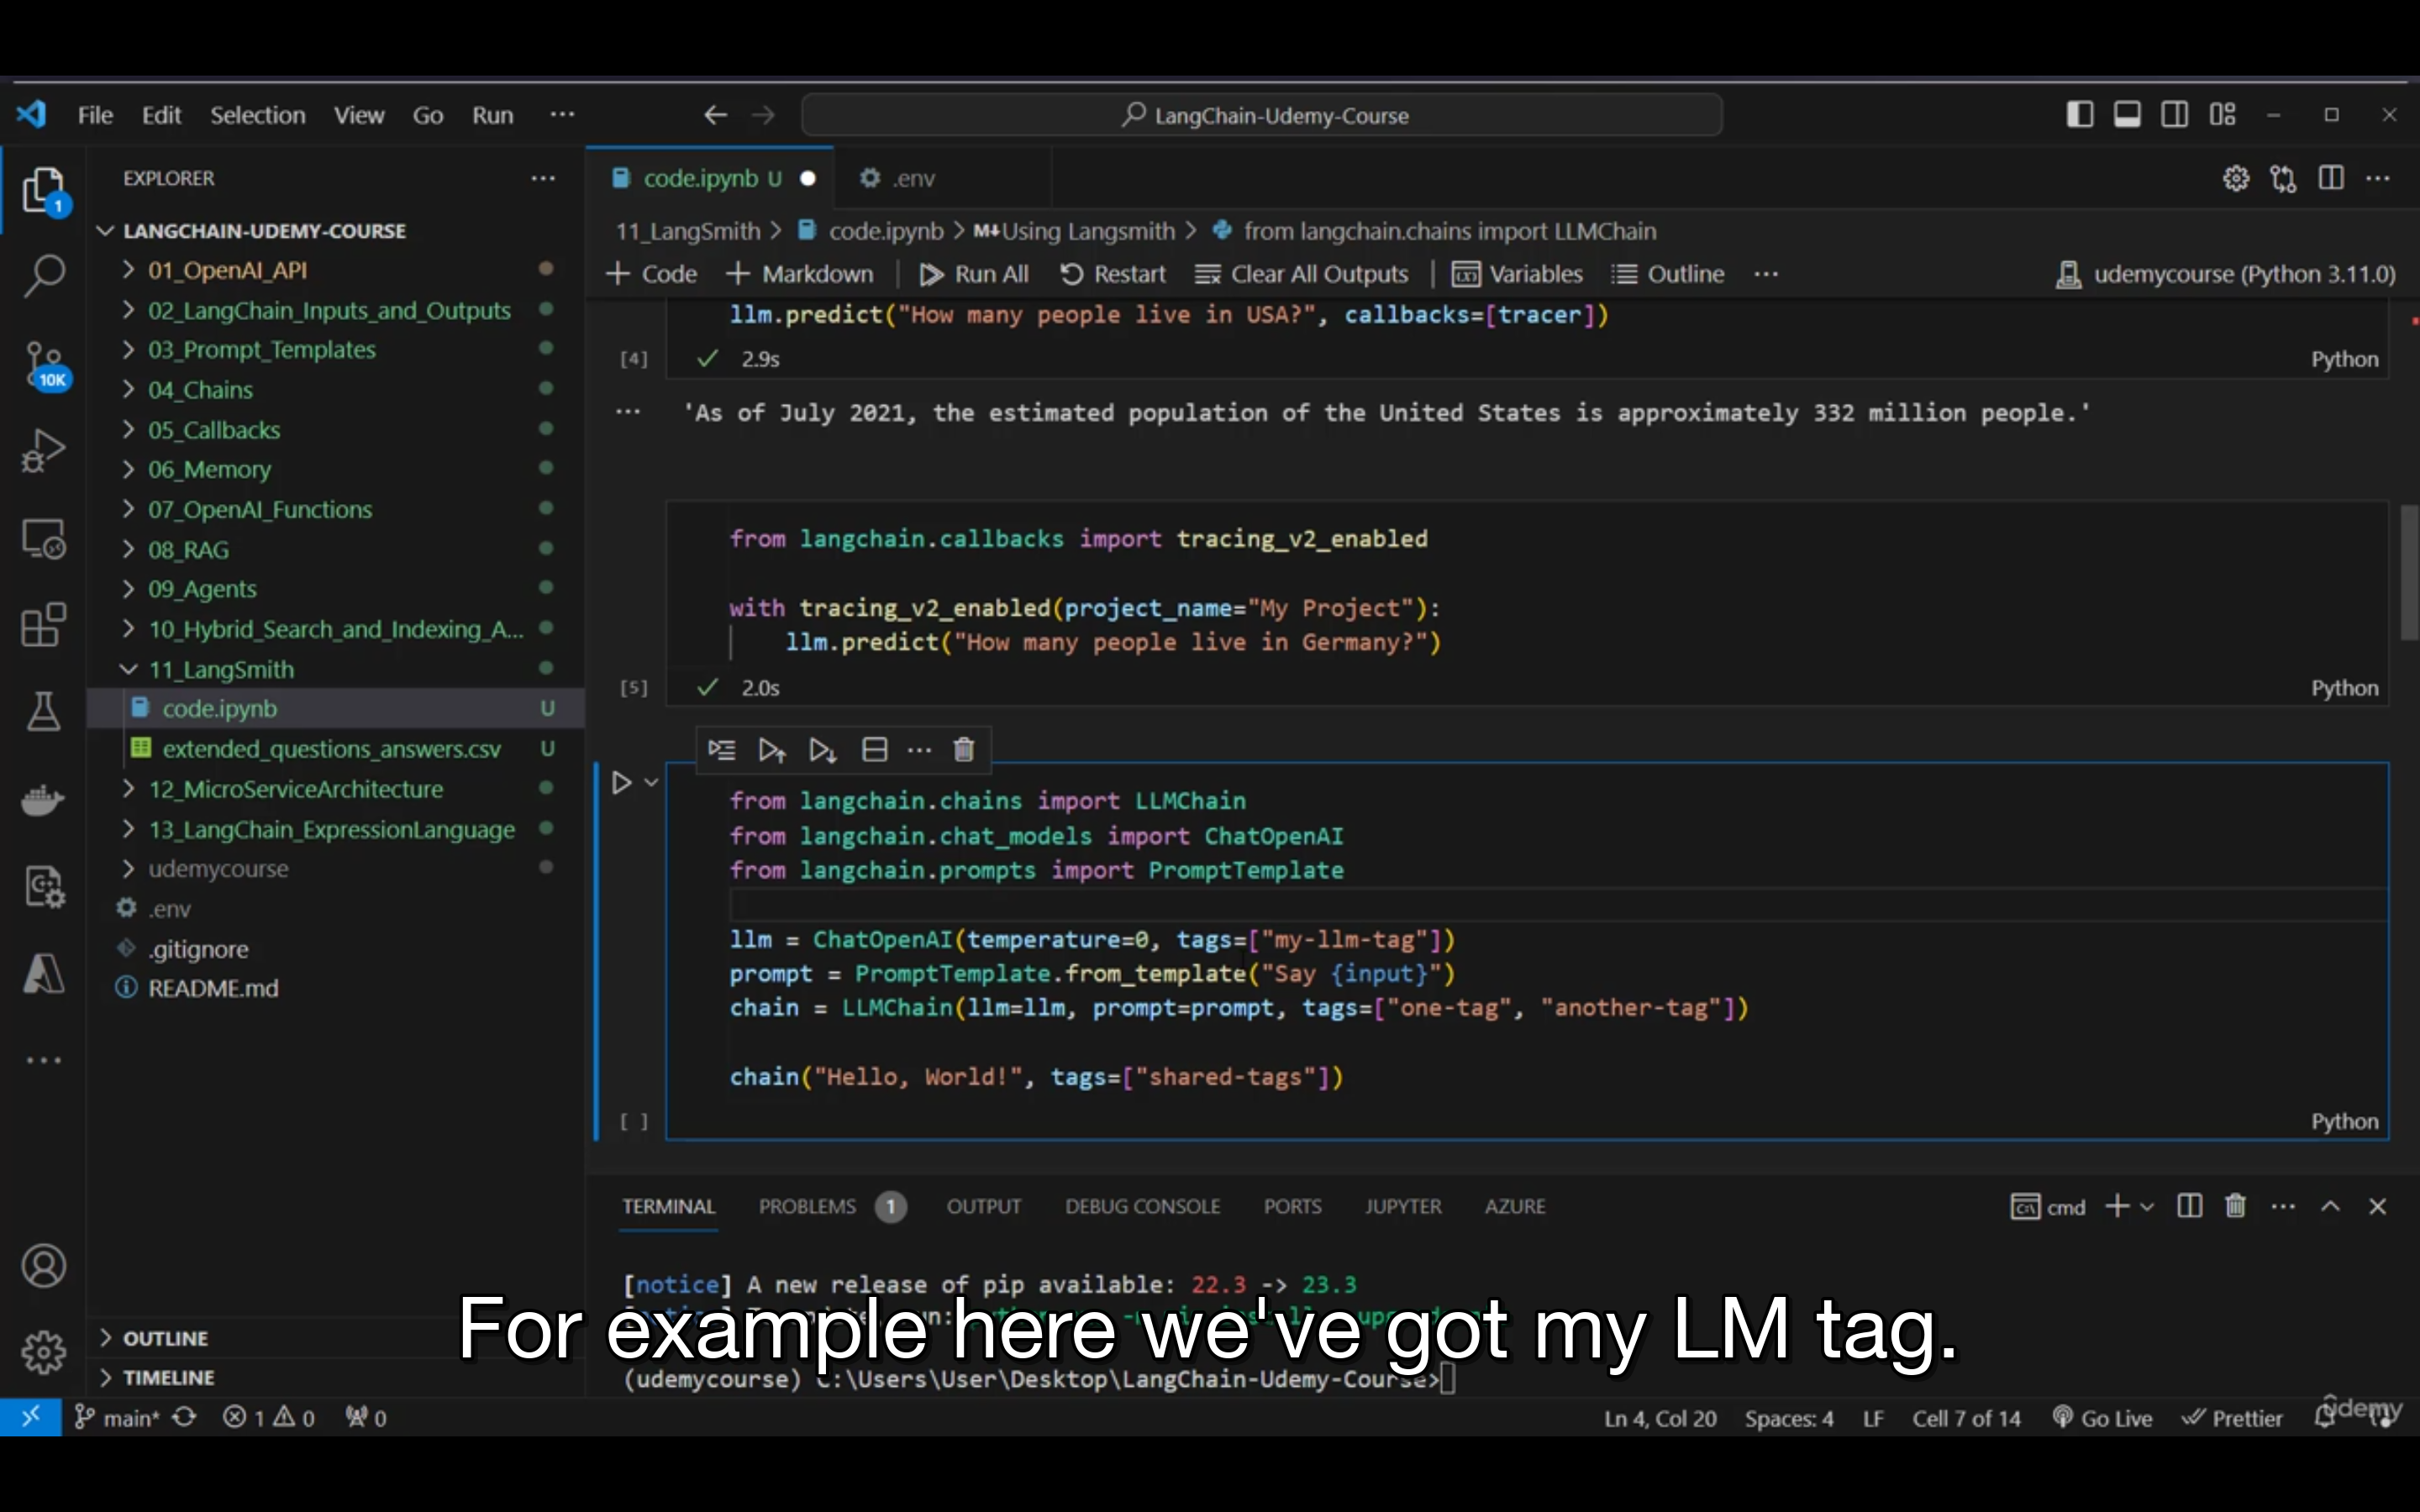 File Edit Selection View Go Run ...
LangChain-Udemy-Course
EXPLORER
LANGCHAIN-UDEMY-COURSE
01_OpenAI_API
02_LangChain_Inputs_and_Outputs
03_Prompt_Templates
04_Chains
05_Callbacks
06_Memory
07_OpenAI_Functions
08_RAG
09_Agents
10_Hybrid_Search_and_Indexing_A...
11_LangSmith
code.ipynb U
extended_questions_answers.csv U
12_MicroServiceArchitecture
13_LangChain_ExpressionLanguage
udemycourse
.env
.gitignore
README.md
OUTLINE
TIMELINE
1
10K
code.ipynb U
.env
11_LangSmith > code.ipynb > M↓Using Langsmith > from langchain.chains import LLMChain
+ Code + Markdown | Run All Restart Clear All Outputs | Variables Outline ...
udemycourse (Python 3.11.0)
llm.predict("How many people live in USA?", callbacks=[tracer])
[4] ✓ 2.9s Python
... 'As of July 2021, the estimated population of the United States is approximately 332 million people.'
from langchain.callbacks import tracing_v2_enabled
with tracing_v2_enabled(project_name="My Project"):
llm.predict("How many people live in Germany?")
[5] ✓ 2.0s Python
from langchain.chains import LLMChain
from langchain.chat_models import ChatOpenAI
from langchain.prompts import PromptTemplate
llm = ChatOpenAI(temperature=0, tags=["my-llm-tag"])
prompt = PromptTemplate.from_template("Say {input}")
chain = LLMChain(llm=llm, prompt=prompt, tags=["one-tag", "another-tag"])
chain("Hello, World!", tags=["shared-tags"])
[ ] Python
TERMINAL PROBLEMS 1 OUTPUT DEBUG CONSOLE PORTS JUPYTER AZURE
cmd
[notice] A new release of pip available: 22.3 -> 23.3
For example here we've got my LM tag.
(udemycourse) C:\Users\User\Desktop\LangChain-Udemy-Course>
main* 1 0 0
Ln 4, Col 20 Spaces: 4 LF Cell 7 of 14 Go Live Prettier
udemy